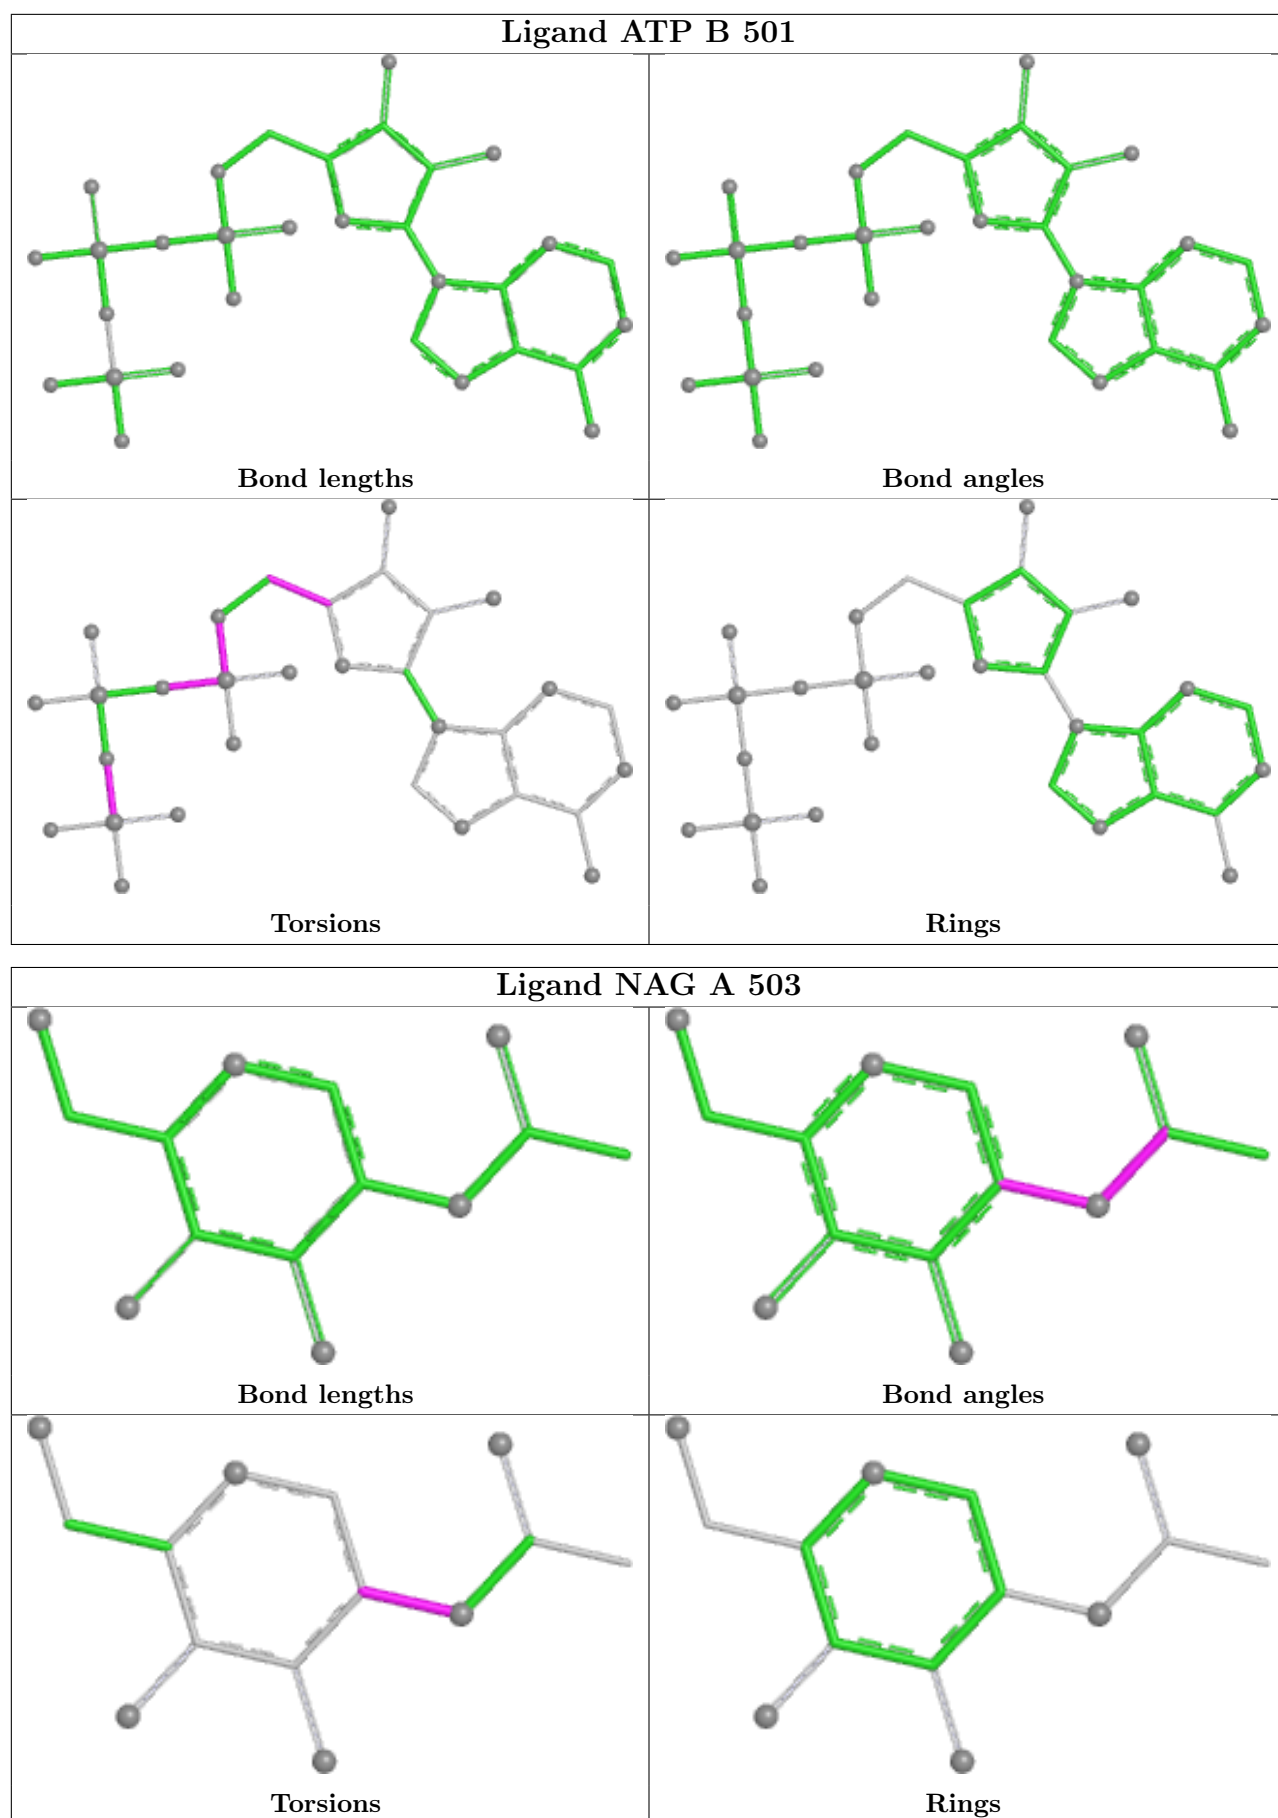 Ligand ATP B 501
Bond lengths
Bond angles
Torsions
Rings
Ligand NAG A 503
Bond lengths
Bond angles
Torsions
Rings